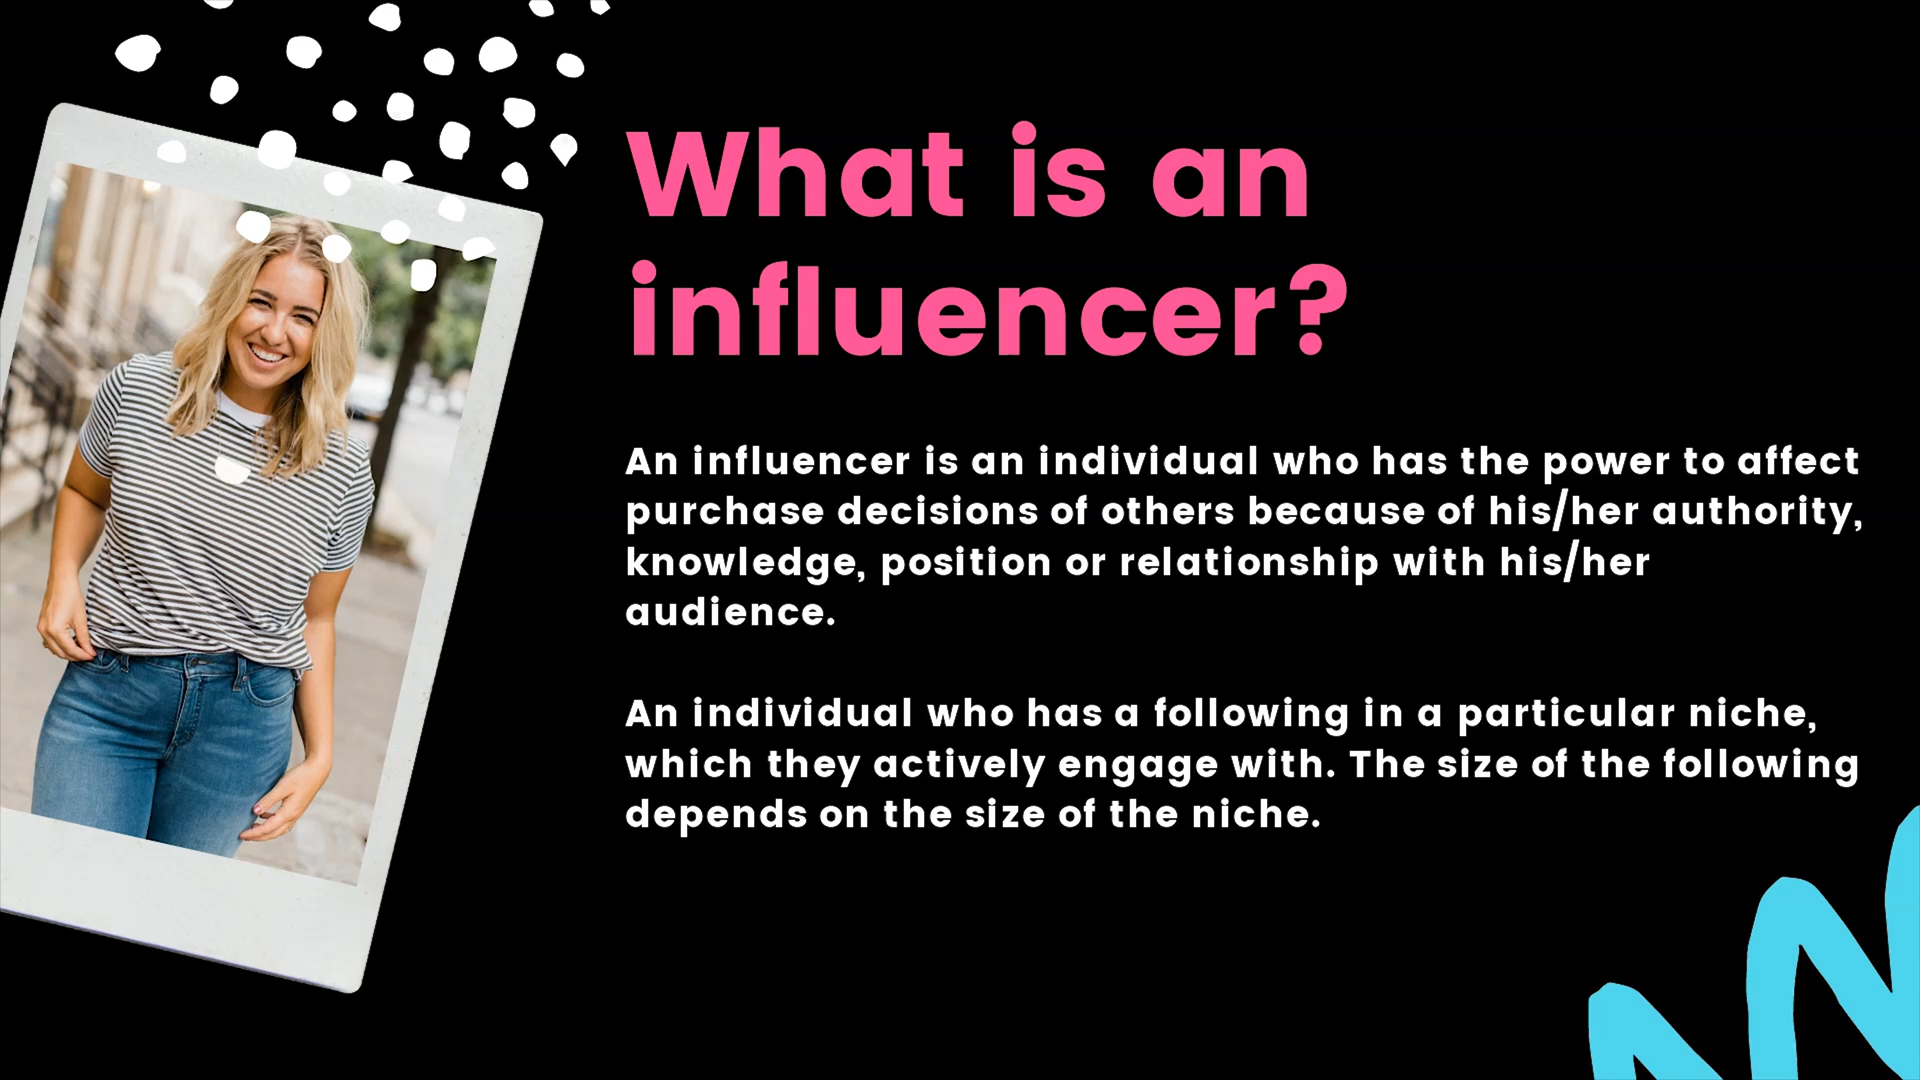 What is an
influencer?
An influencer is an individual who has the power to affect
purchase decisions of others because of his/her authority,
knowledge, position or relationship with his/her
audience.
An individual who has a following in a particular niche,
which they actively engage with. The size of the following
depends on the size of the niche.